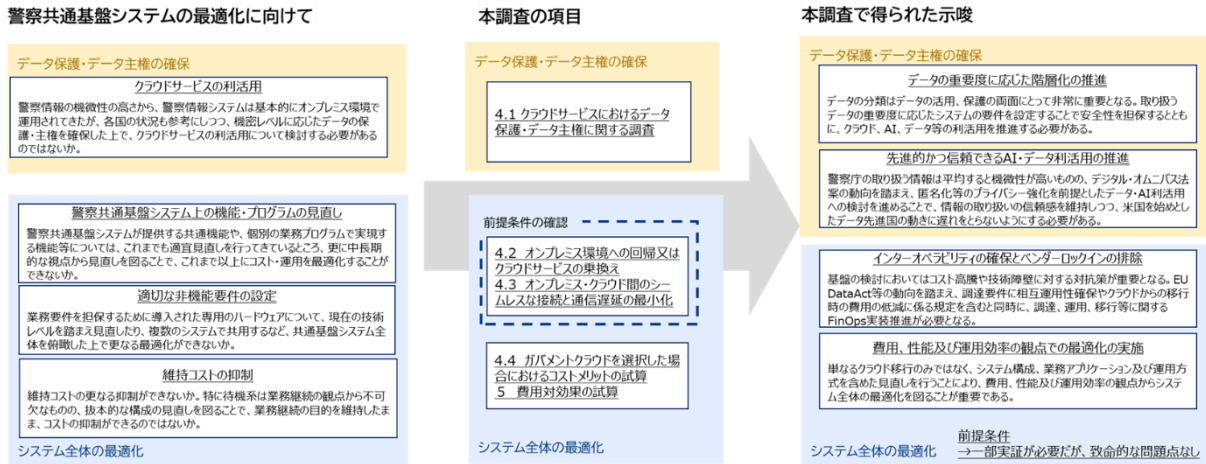 警察共通基盤システムの最適化に向けて
データ保護・データ主権の確保
クラウドサービスの利活用
警察情報の機微性の高さから、警察情報システムは基本的にオンプレミス環境で
運用されてきたが、各国の状況も参考にしつつ、機密レベルに応じたデータの保
護・主権を確保した上で、クラウドサービスの利活用について検討する必要がある
のではないか。
警察共通基盤システム上の機能・プログラムの見直し
警察共通基盤システムが提供する共通機能や、個別の業務プログラムで実現す
る機能等については、これまでも適宜見直しを行ってきているところ、更に中長期
的な視点から見直しを図ることで、これまで以上にコスト・運用を最適化することが
できないか。
適切な非機能要件の設定
業務要件を担保するために導入された専用のハードウェアについて、現在の技術
レベルを踏まえ見直したり、複数のシステムで共用するなど、共通基盤システム全
体を俯瞰した上で更なる最適化ができないか。
維持コストの抑制
維持コストの更なる抑制ができないか。特に待機系は業務継続の観点から不可
欠なものの、抜本的な構成の見直しを図ることで、業務継続の目的を維持したま
ま、コストの抑制ができるのではないか。
システム全体の最適化
本調査の項目
データ保護・データ主権の確保
4.1 クラウドサービスにおけるデータ
保護・データ主権に関する調査
前提条件の確認
4.2 オンプレミス環境への回帰又は
クラウドサービスの乗換え
4.3 オンプレミス・クラウド間のシー
ムレスな接続と通信遅延の最小化
4.4 ガバメントクラウドを選択した場
合におけるコストメリットの試算
5 費用対効果の試算
本調査で得られた示唆
データ保護・データ主権の確保
データの重要度に応じた階層化の推進
データの分類はデータの活用、保護の両面にとって非常に重要となる。取り扱う
データの重要度に応じたシステムの要件を設定することで安全性を担保するととも
に、クラウド、AI、データ等の利活用を推進する必要がある。
先進的かつ信頼できるAI・データ利活用の推進
警察庁の取り扱う情報は平均すると機微性が高いものの、デジタル・オムニバス法
案の動向を踏まえ、匿名化等のプライバシー強化を前提としたデータ・AI利活用
への検討を進めることで、情報の取り扱いの信頼感を維持しつつ、米国を始めとし
たデータ先進国の動きに遅れをとらないようにする必要がある。
インターオペラビリティの確保とベンダーロックインの排除
基盤の検討においてはコスト高騰や技術障壁に対する対抗策が重要となる。EU
DataAct等の動向を踏まえ、調達要件に相互運用性確保やクラウドからの移行
時の費用の低減に係る規定を含むと同時に、調達、運用、移行等に関する
FinOps実装推進が必要となる。
費用、性能及び運用効率の観点での最適化の実施
単なるクラウド移行のみではなく、システム構成、業務アプリケーション及び運用方
式を含めた見直しを行うことにより、費用、性能及び運用効率の観点からシステ
ム全体の最適化を図ることが重要である。
システム全体の最適化
前提条件
→一部実証が必要だが、致命的な問題点なし